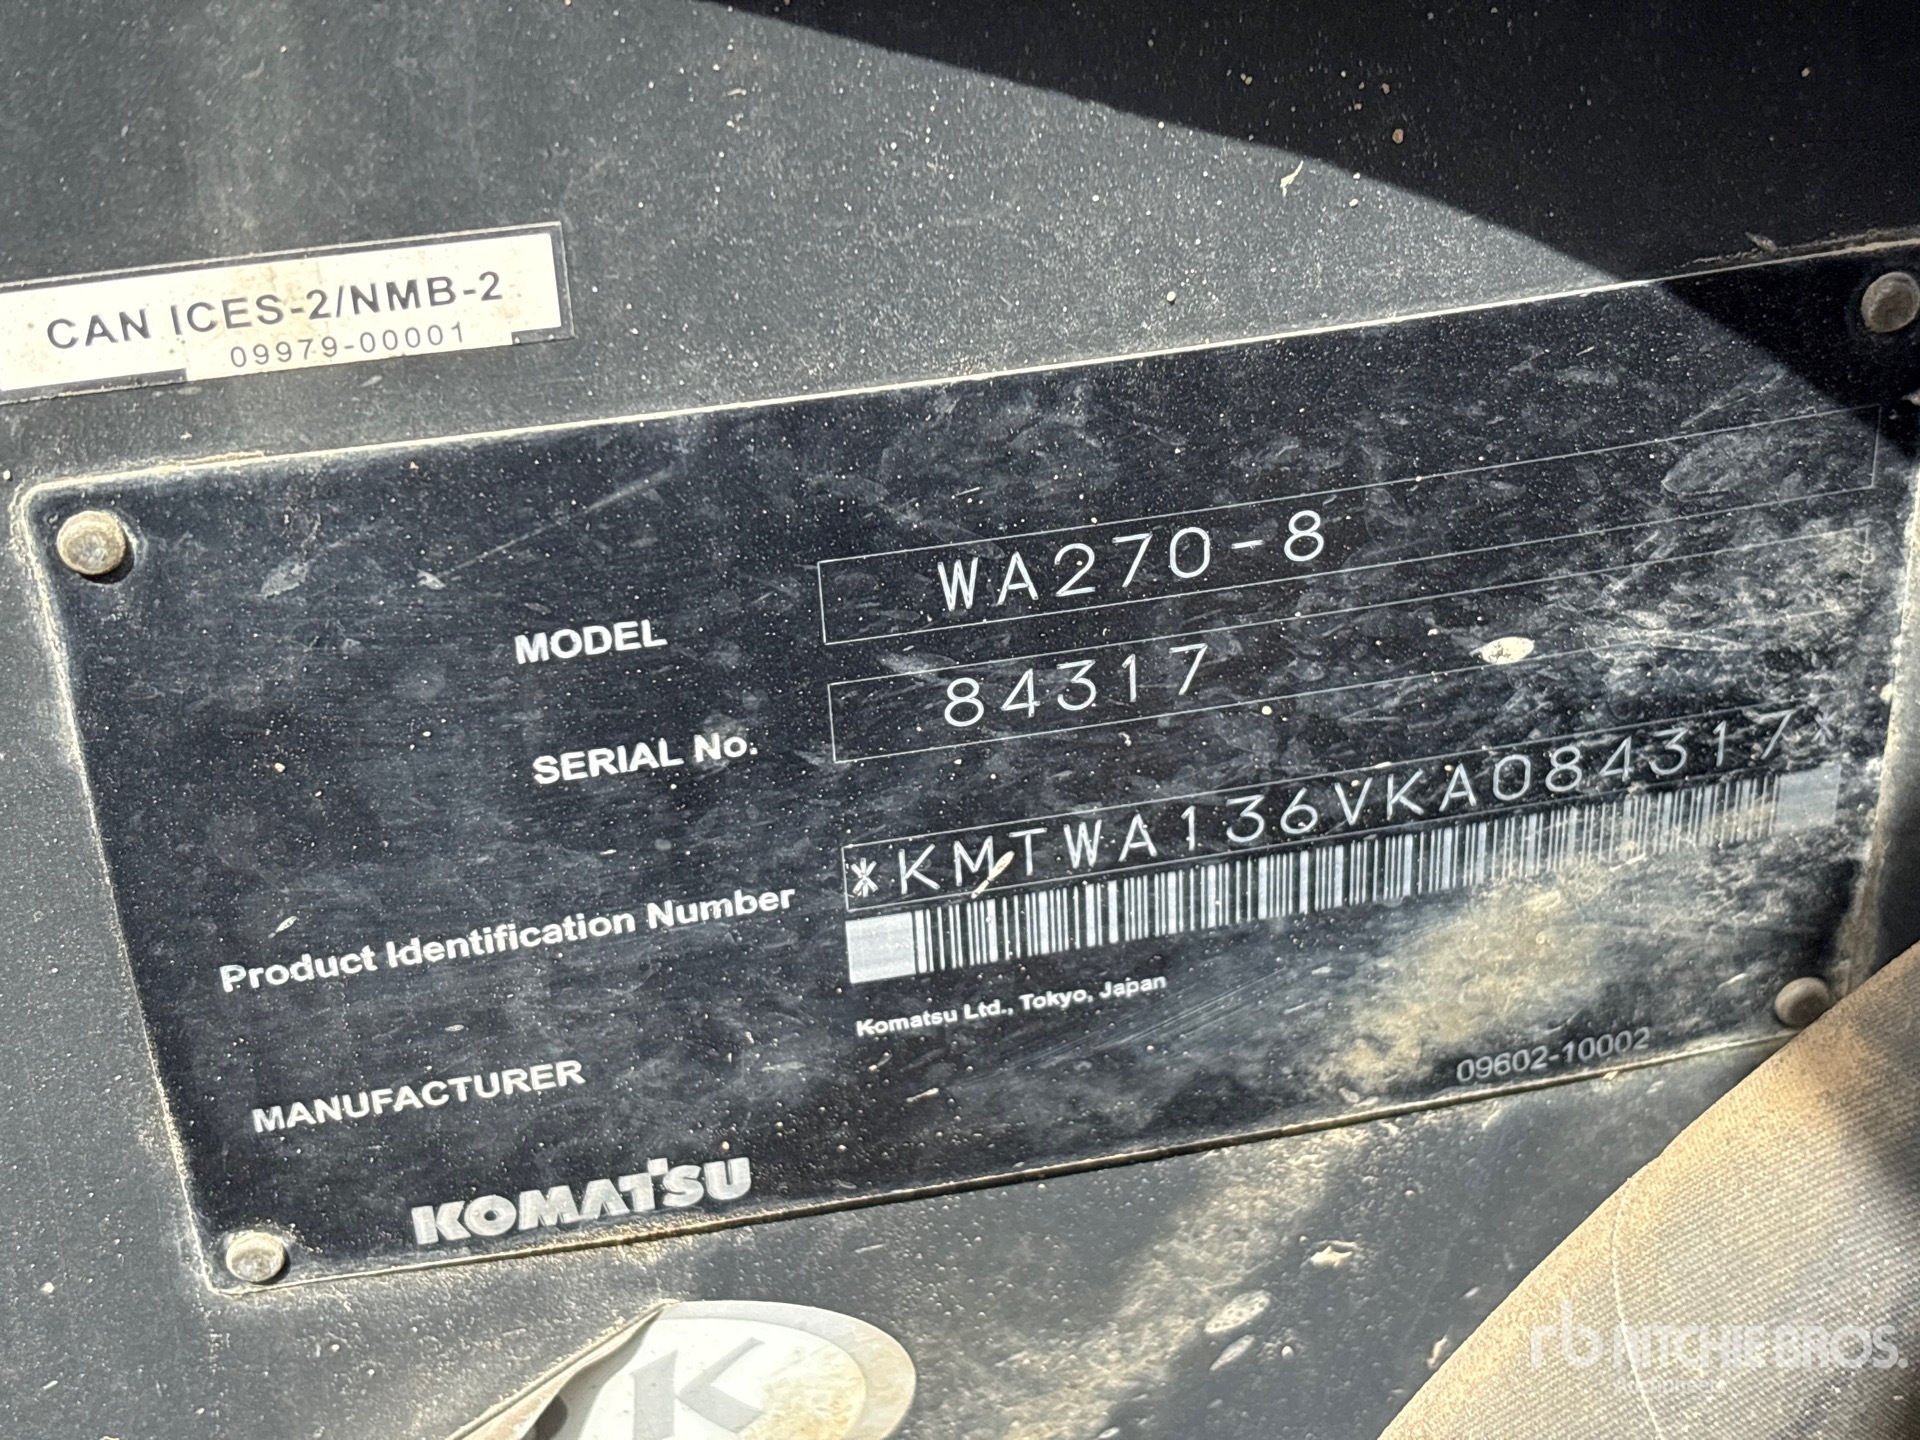 CAN ICES-2/NMB-2
09979-00001
MODEL WA270-8
SERIAL No. 84317
Product Identification Number *KMTWA136VKA084317*
MANUFACTURER Komatsu Ltd., Tokyo, Japan
09602-10002
KOMATSU
K
rb RITCHIE BROS.
Auctioneers